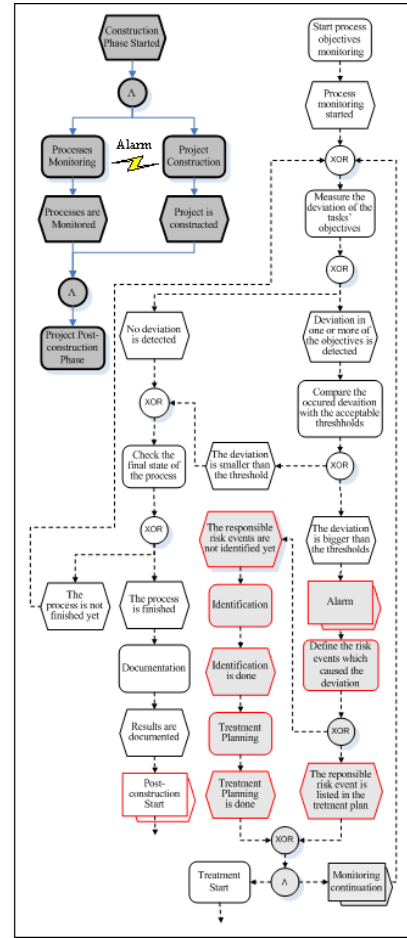 Construction
Phase Started
Λ
Processes
Monitoring
Alarm
Project
Construction
Processes are
Monitored
Project is
constructed
Λ
Project Post-
construction
Phase
Start process
objectives
monitoring
Process
monitoring
started
XOR
Measure the
deviation of the
tasks'
objectives
XOR
No deviation
is detected
Deviation in
one or more of
the objectives is
detected
XOR
Compare the
occured devaition
with the acceptable
threshholds
Check the
final state of
the process
The deviation
is smaller than
the threshold
XOR
XOR
The responsible
risk events are
not identified yet
The deviation
is bigger than
the thresholds
The
process is not
finished yet
The process
is finished
Identification
Alarm
Documentation
Identification
is done
Define the risk
events which
caused the
deviation
Results are
documented
Treatment
Planning
XOR
Post-
construction
Start
Treatment
Planning
is done
The reponsible
risk event is
listed in the
tretment plan
XOR
Treatment
Start
Λ
Monitoring
continuation